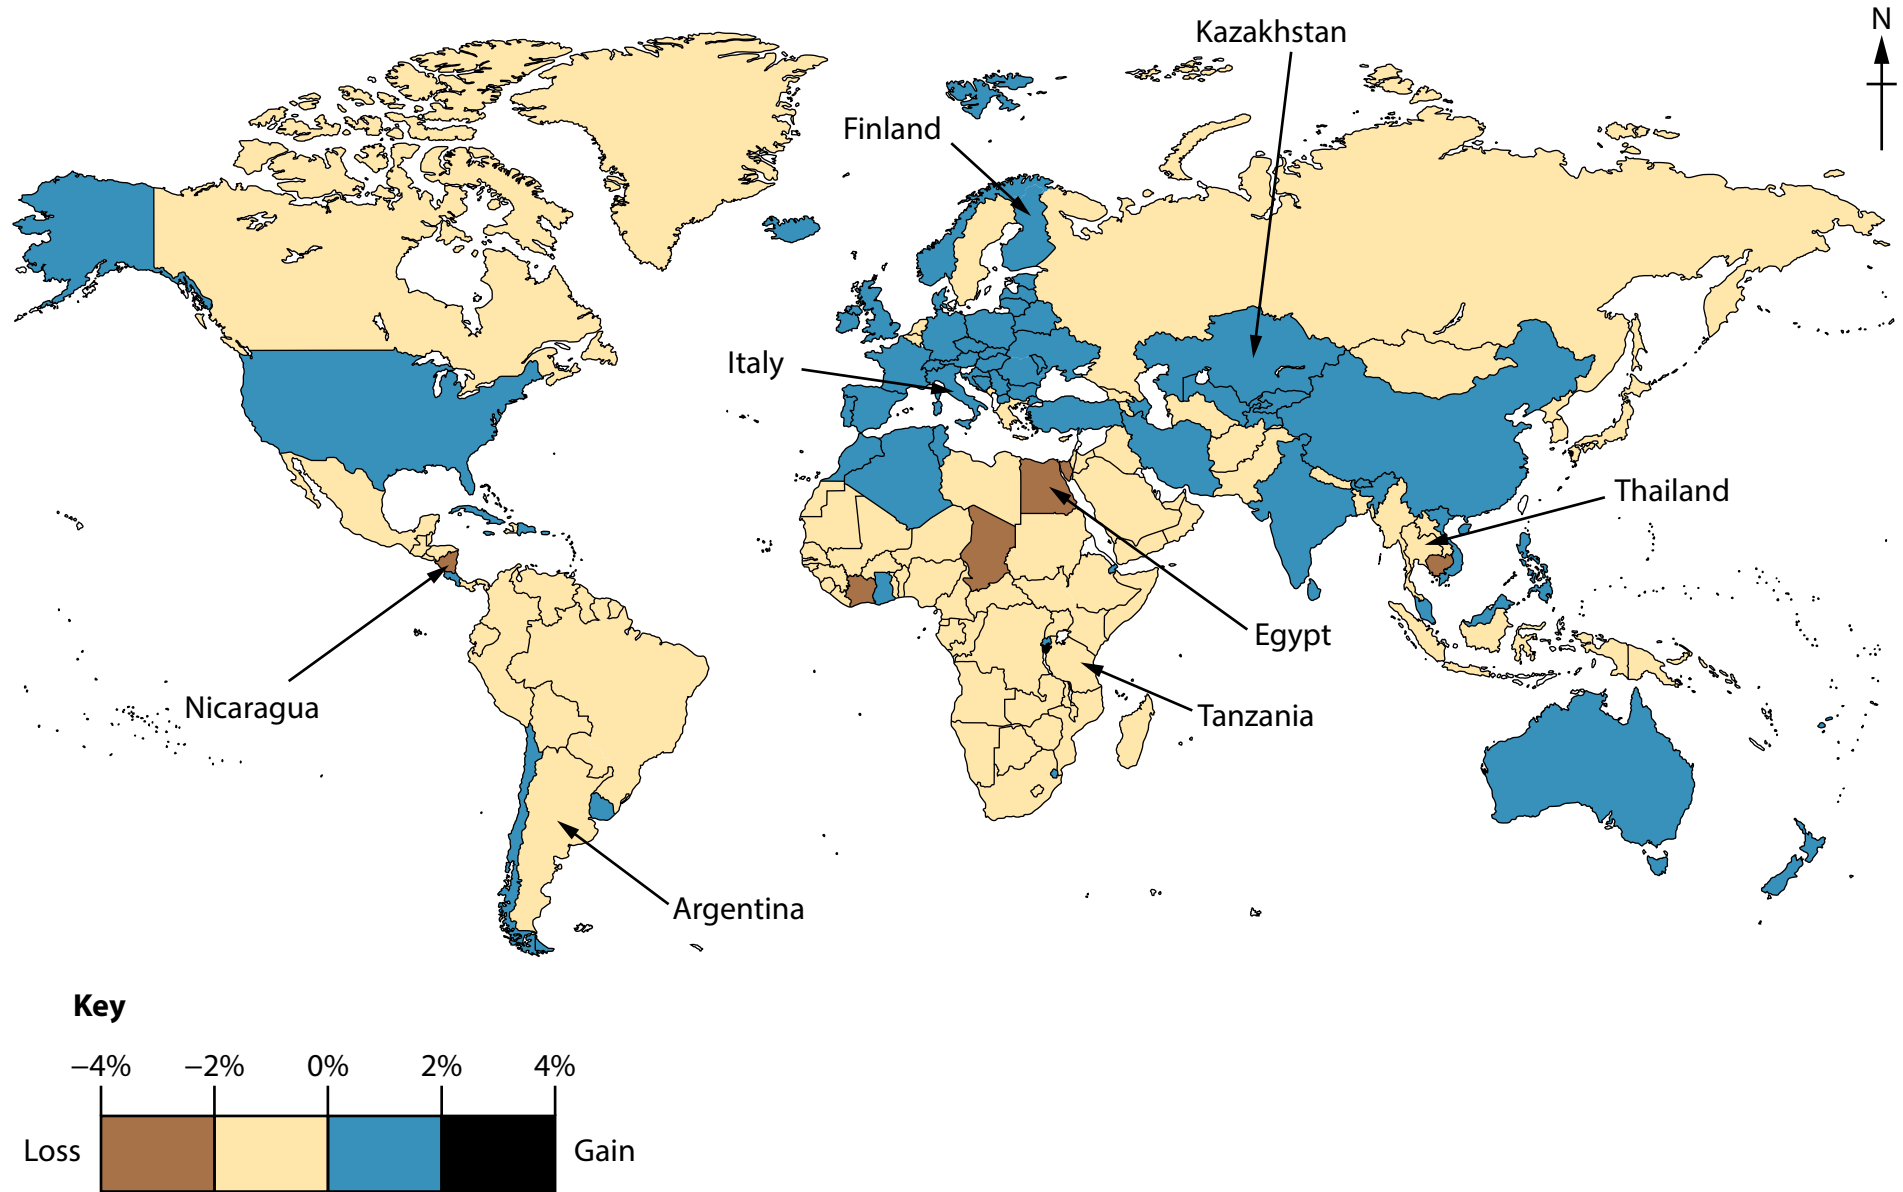 Kazakhstan
N
Finland
Italy
Thailand
Egypt
Nicaragua
Tanzania
Argentina
Key
−4%
−2%
0%
2%
4%
Loss
Gain